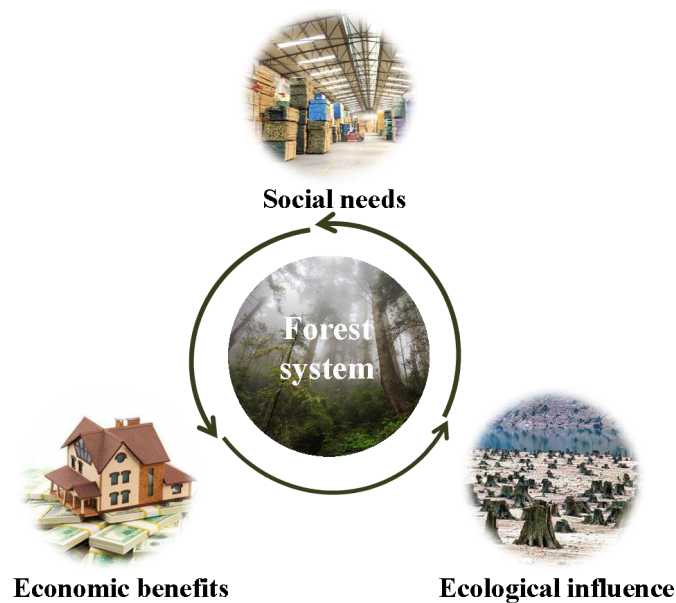 Social needs
Forest
system
Economic benefits
Ecological influence